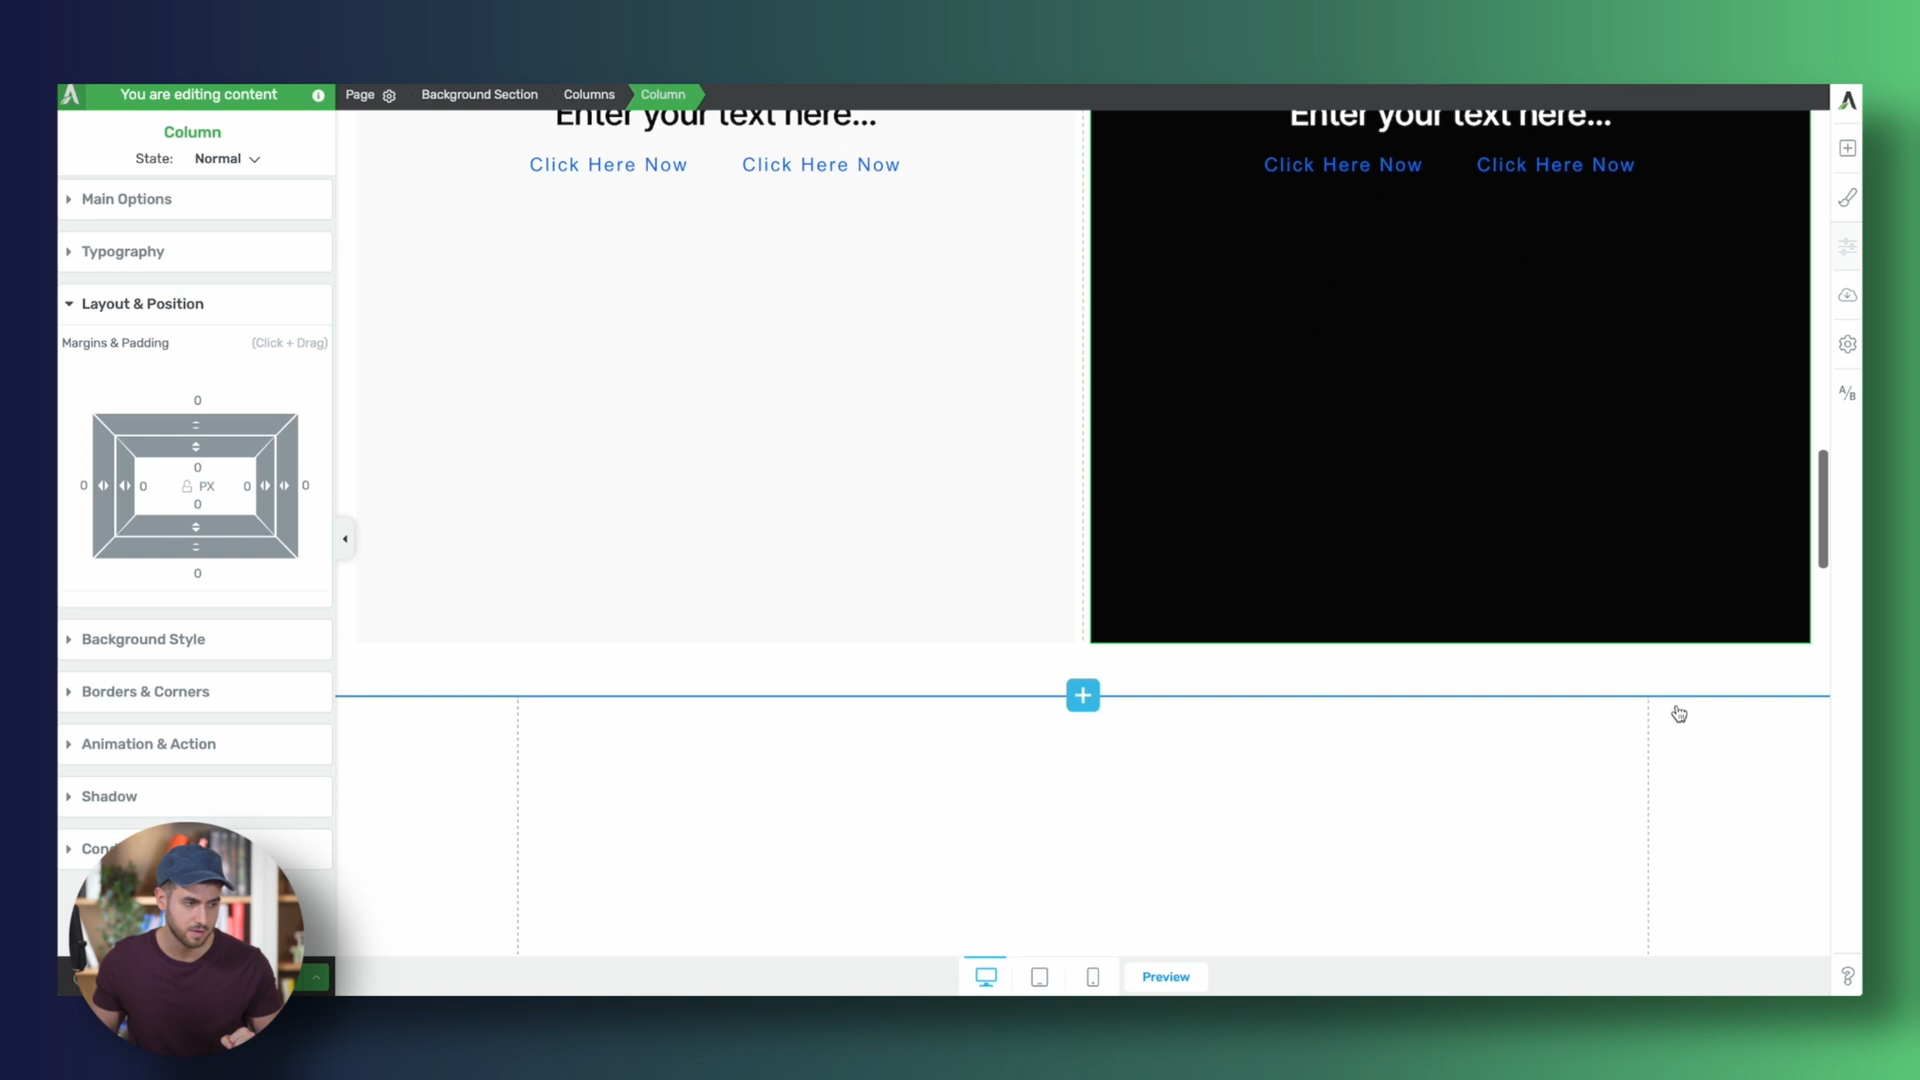 You are editing content
Page
Background Section
Columns
Column
Column
State: Normal
Main Options
Typography
Layout & Position
Margins & Padding (Click + Drag)
0
0
0 0 PX 0 0
0
0
Background Style
Borders & Corners
Animation & Action
Shadow
Con
Enter your text here...
Click Here Now Click Here Now
Enter your text here...
Click Here Now Click Here Now
A/B
Preview